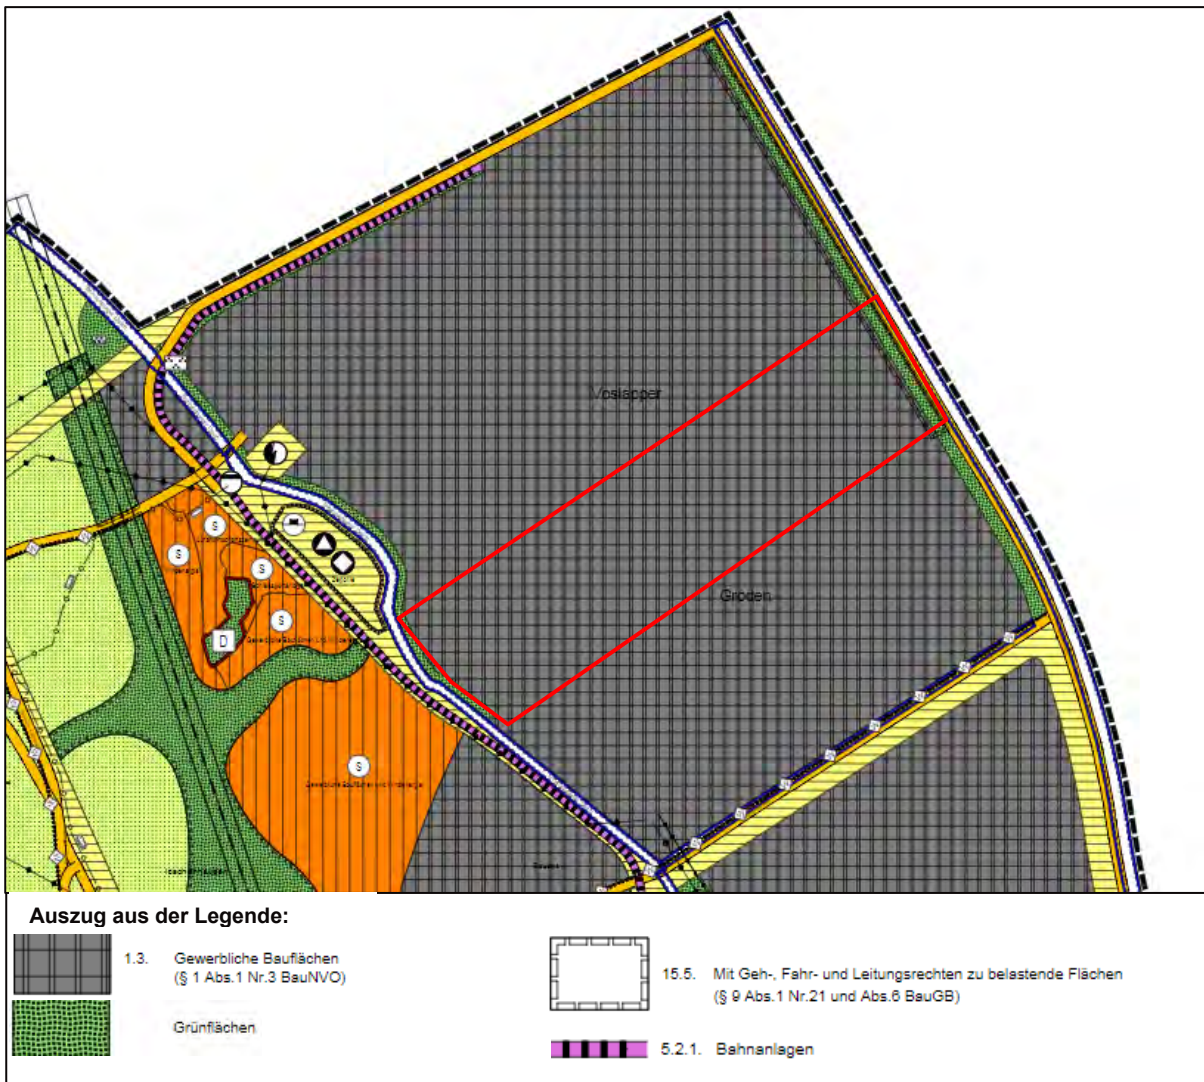 Voslapper
Groden
S
S
S
S
D
S
Auszug aus der Legende:
1.3. Gewerbliche Bauflächen
(§ 1 Abs.1 Nr.3 BauNVO)
Grünflächen
15.5. Mit Geh-, Fahr- und Leitungsrechten zu belastende Flächen
(§ 9 Abs.1 Nr.21 und Abs.6 BauGB)
5.2.1. Bahnanlagen